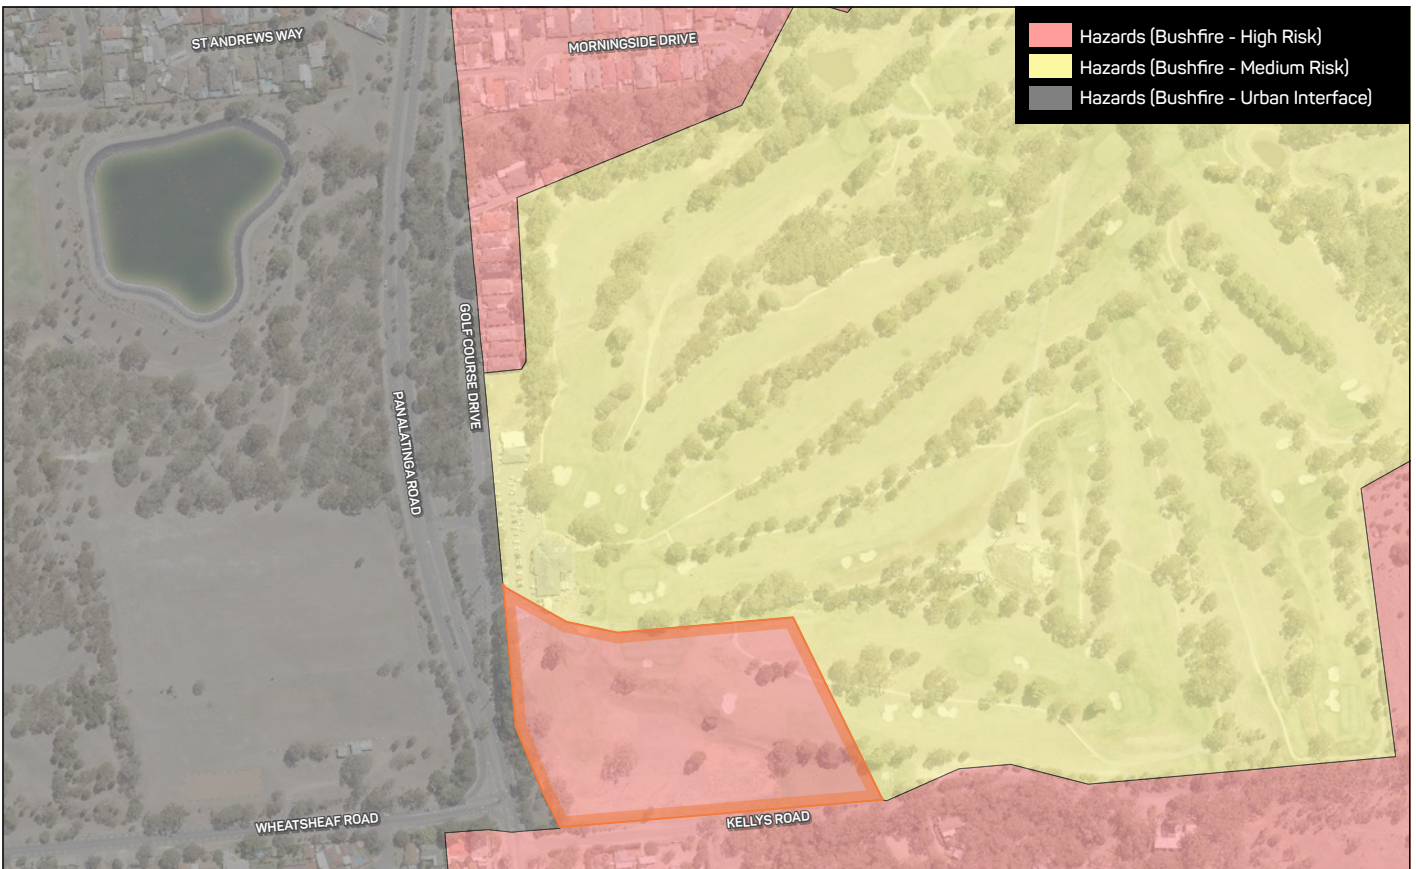 ST ANDREWS WAY
MORNINGSIDE DRIVE
Hazards (Bushfire - High Risk)
Hazards (Bushfire - Medium Risk)
Hazards (Bushfire - Urban Interface)
GOLF COURSE DRIVE
PANALATINGA ROAD
WHEATSHEAF ROAD
KELLYS ROAD